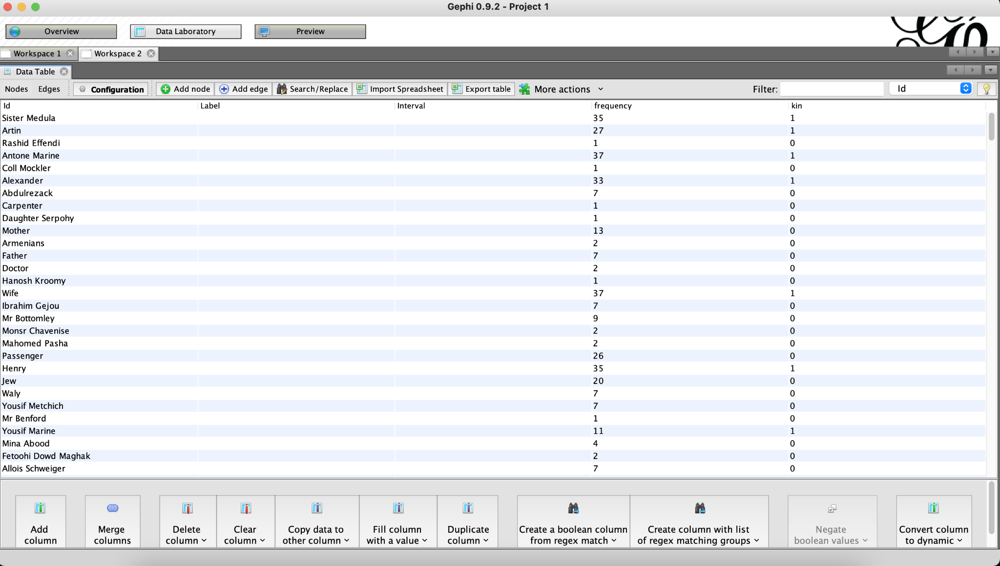 Gephi 0.9.2 - Project 1
Overview Data Laboratory Preview
Workspace 1 Workspace 2
Data Table
Nodes Edges Configuration Add node Add edge Search/Replace Import Spreadsheet Export table More actions Filter: Id
Id Label Interval frequency kin
Sister Medula 35 1
Artin 27 1
Rashid Effendi 1 0
Antone Marine 37 1
Coll Mockler 1 0
Alexander 33 1
Abdulrezack 7 0
Carpenter 1 0
Daughter Serpohy 1 0
Mother 13 0
Armenians 2 0
Father 7 0
Doctor 2 0
Hanosh Kroomy 1 0
Wife 37 1
Ibrahim Gejou 7 0
Mr Bottomley 9 0
Monsr Chavenise 2 0
Mahomed Pasha 2 0
Passenger 26 0
Henry 35 1
Jew 20 0
Waly 7 0
Yousif Metchich 7 0
Mr Benford 1 0
Yousif Marine 11 1
Mina Abood 4 0
Fetoohi Dowd Maghak 2 0
Allois Schweiger 7 0
Add column
Merge columns
Delete column
Clear column
Copy data to other column
Fill column with a value
Duplicate column
Create a boolean column from regex match
Create column with list of regex matching groups
Negate boolean values
Convert column to dynamic